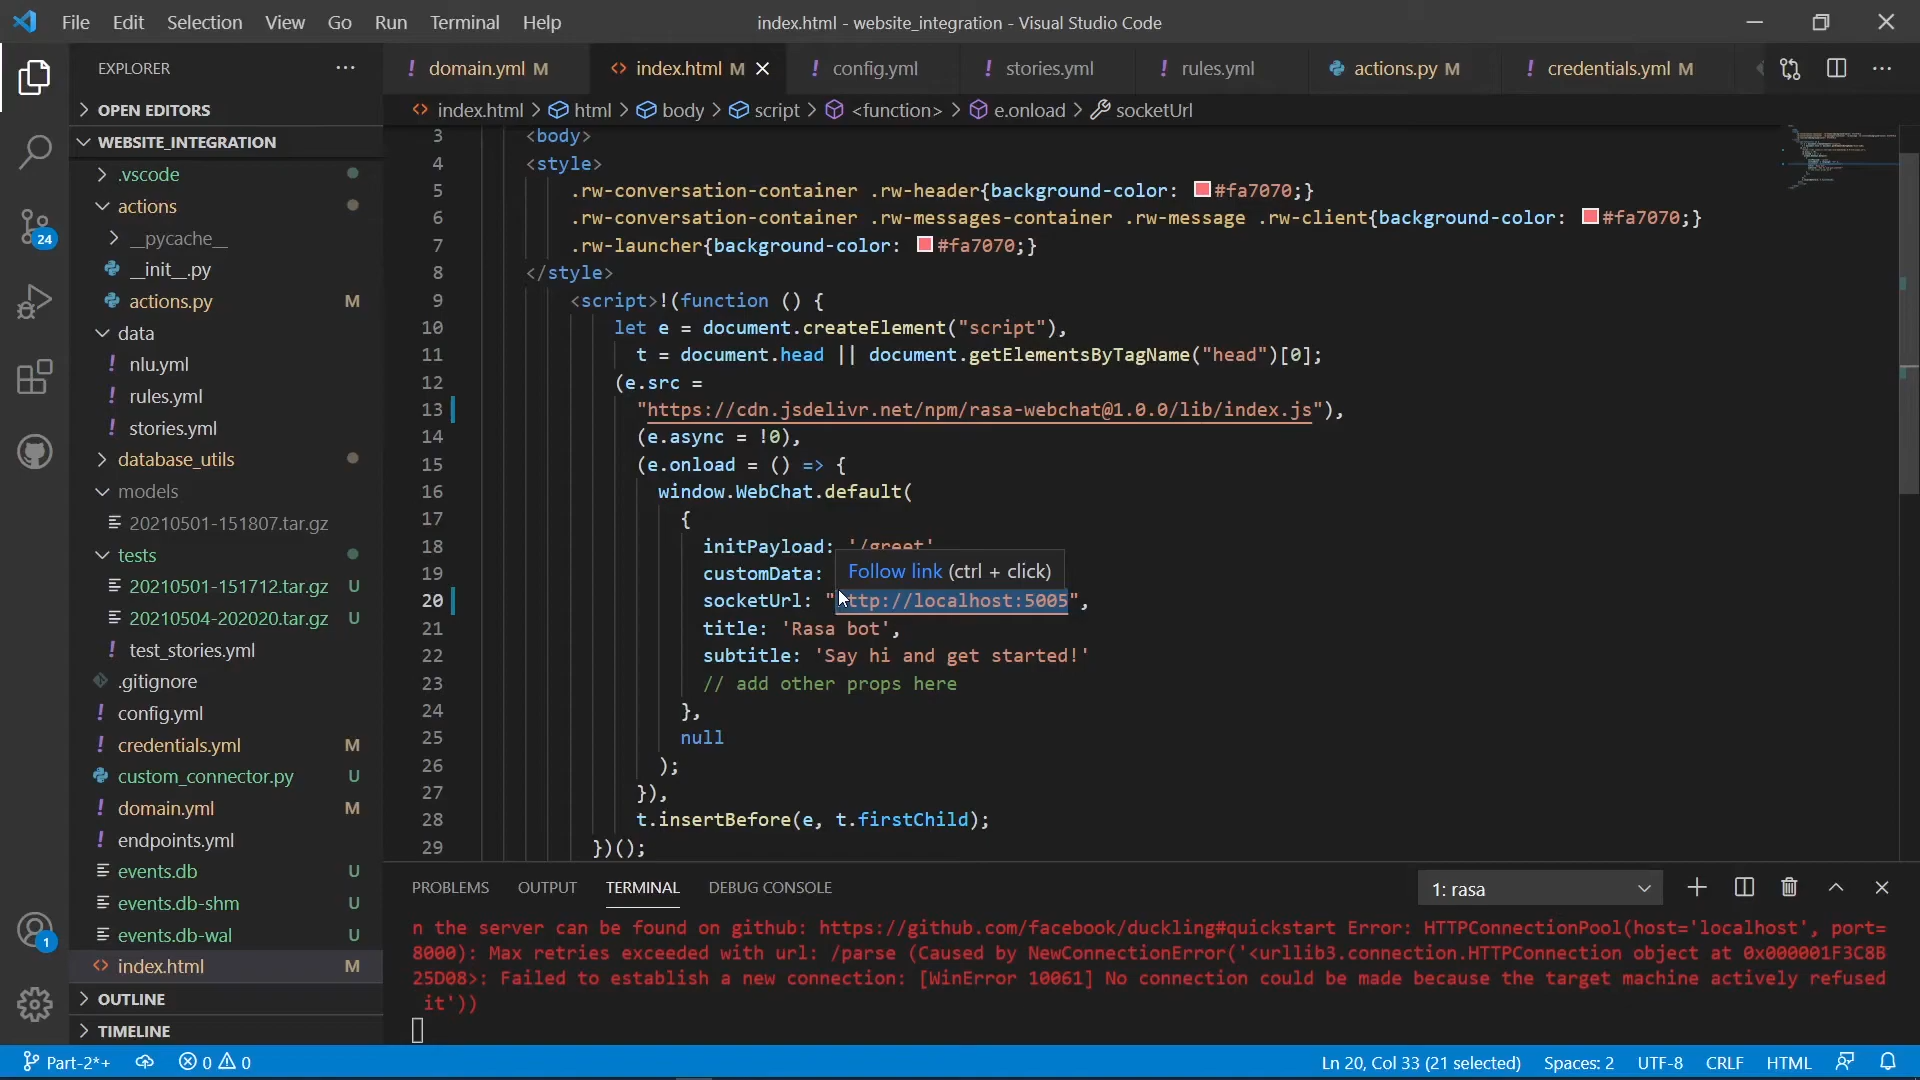 File Edit Selection View Go Run Terminal Help
index.html - website_integration - Visual Studio Code
EXPLORER
OPEN EDITORS
WEBSITE_INTEGRATION
.vscode
actions
__pycache__
__init__.py
actions.py M
data
nlu.yml
rules.yml
stories.yml
database_utils
models
20210501-151807.tar.gz
tests
20210501-151712.tar.gz U
20210504-202020.tar.gz U
test_stories.yml
.gitignore
config.yml
credentials.yml M
custom_connector.py U
domain.yml M
endpoints.yml
events.db U
events.db-shm U
events.db-wal U
index.html M
OUTLINE
TIMELINE
24
1
! domain.yml M <> index.html M ! config.yml ! stories.yml ! rules.yml actions.py M ! credentials.yml M
<> index.html > html > body > script > <function> > e.onload > socketUrl
3 <body>
4 <style>
5 .rw-conversation-container .rw-header{background-color: #fa7070;}
6 .rw-conversation-container .rw-messages-container .rw-message .rw-client{background-color: #fa7070;}
7 .rw-launcher{background-color: #fa7070;}
8 </style>
9 <script>!(function () {
10 let e = document.createElement("script"),
11 t = document.head || document.getElementsByTagName("head")[0];
12 (e.src =
13 "https://cdn.jsdelivr.net/npm/rasa-webchat@1.0.0/lib/index.js"),
14 (e.async = !0),
15 (e.onload = () => {
16 window.WebChat.default(
17 {
18 initPayload: '/greet'
19 customData:
Follow link (ctrl + click)
20 socketUrl: "http://localhost:5005",
21 title: 'Rasa bot',
22 subtitle: 'Say hi and get started!'
23 // add other props here
24 },
25 null
26 );
27 }),
28 t.insertBefore(e, t.firstChild);
29 })();
PROBLEMS OUTPUT TERMINAL DEBUG CONSOLE 1: rasa
n the server can be found on github: https://github.com/facebook/duckling#quickstart Error: HTTPConnectionPool(host='localhost', port=
8000): Max retries exceeded with url: /parse (Caused by NewConnectionError('<urllib3.connection.HTTPConnection object at 0x000001F3C8B
25D08>: Failed to establish a new connection: [WinError 10061] No connection could be made because the target machine actively refused
it'))
Part-2*+ 0 0 Ln 20, Col 33 (21 selected) Spaces: 2 UTF-8 CRLF HTML